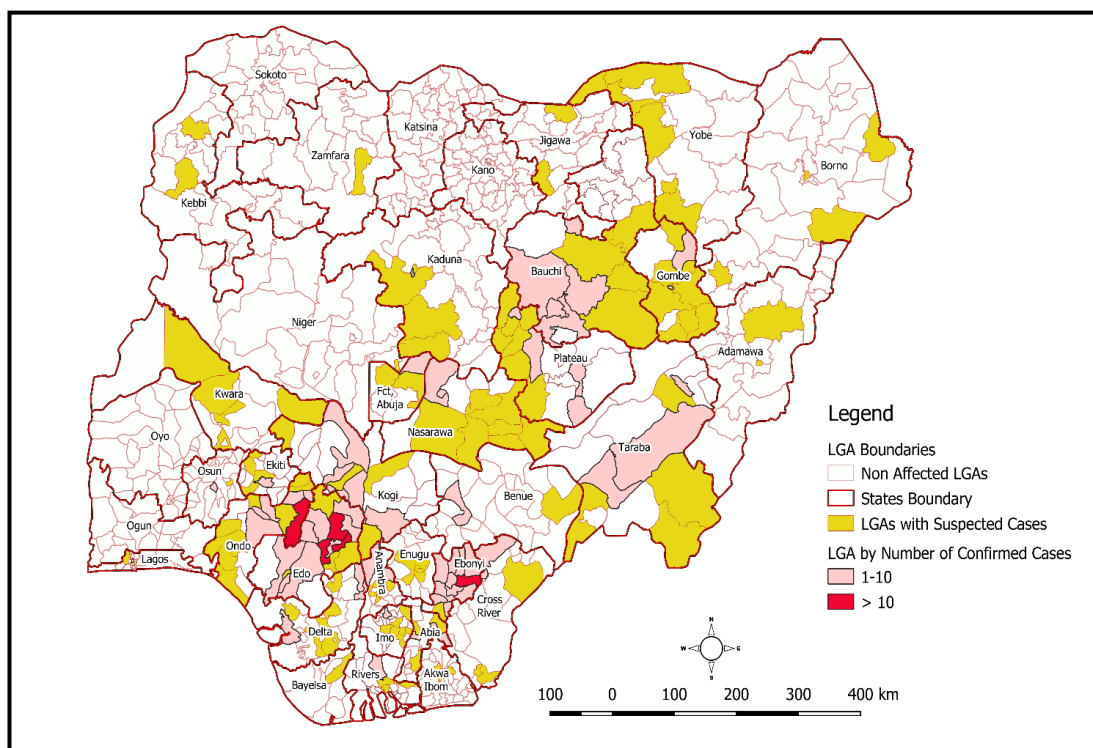 Sokoto
Katsina
Jigawa
Yobe
Borno
Zamfara
Kano
Kebbi
Kaduna
Bauchi
Gombe
Niger
Adamawa
Plateau
Fct,
Abuja
Kwara
Nasarawa
Oyo
Taraba
Ekiti
Osun
Kogi
Benue
Ogun
Ondo
Lagos
Edo
Anambra
Enugu
Ebonyi
Cross
River
Delta
Imo
Abia
Bayelsa
Rivers
Akwa
Ibom
Legend
LGA Boundaries
Non Affected LGAs
States Boundary
LGAs with Suspected Cases
LGA by Number of Confirmed Cases
1-10
> 10
N
W
E
S
100 0 100 200 300 400 km